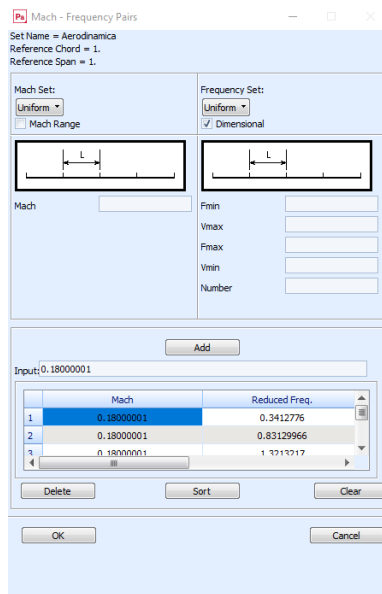 Pa Mach - Frequency Pairs
Set Name = Aerodinamica
Reference Chord = 1.
Reference Span = 1.
Mach Set:
Uniform
Mach Range
Frequency Set:
Uniform
Dimensional
L
L
Mach
Fmin
Vmax
Fmax
Vmin
Number
Add
Input: 0.18000001
Mach Reduced Freq.
1 0.18000001 0.3412776
2 0.18000001 0.83129966
3 0.18000001 1.3213217
Delete Sort Clear
OK Cancel